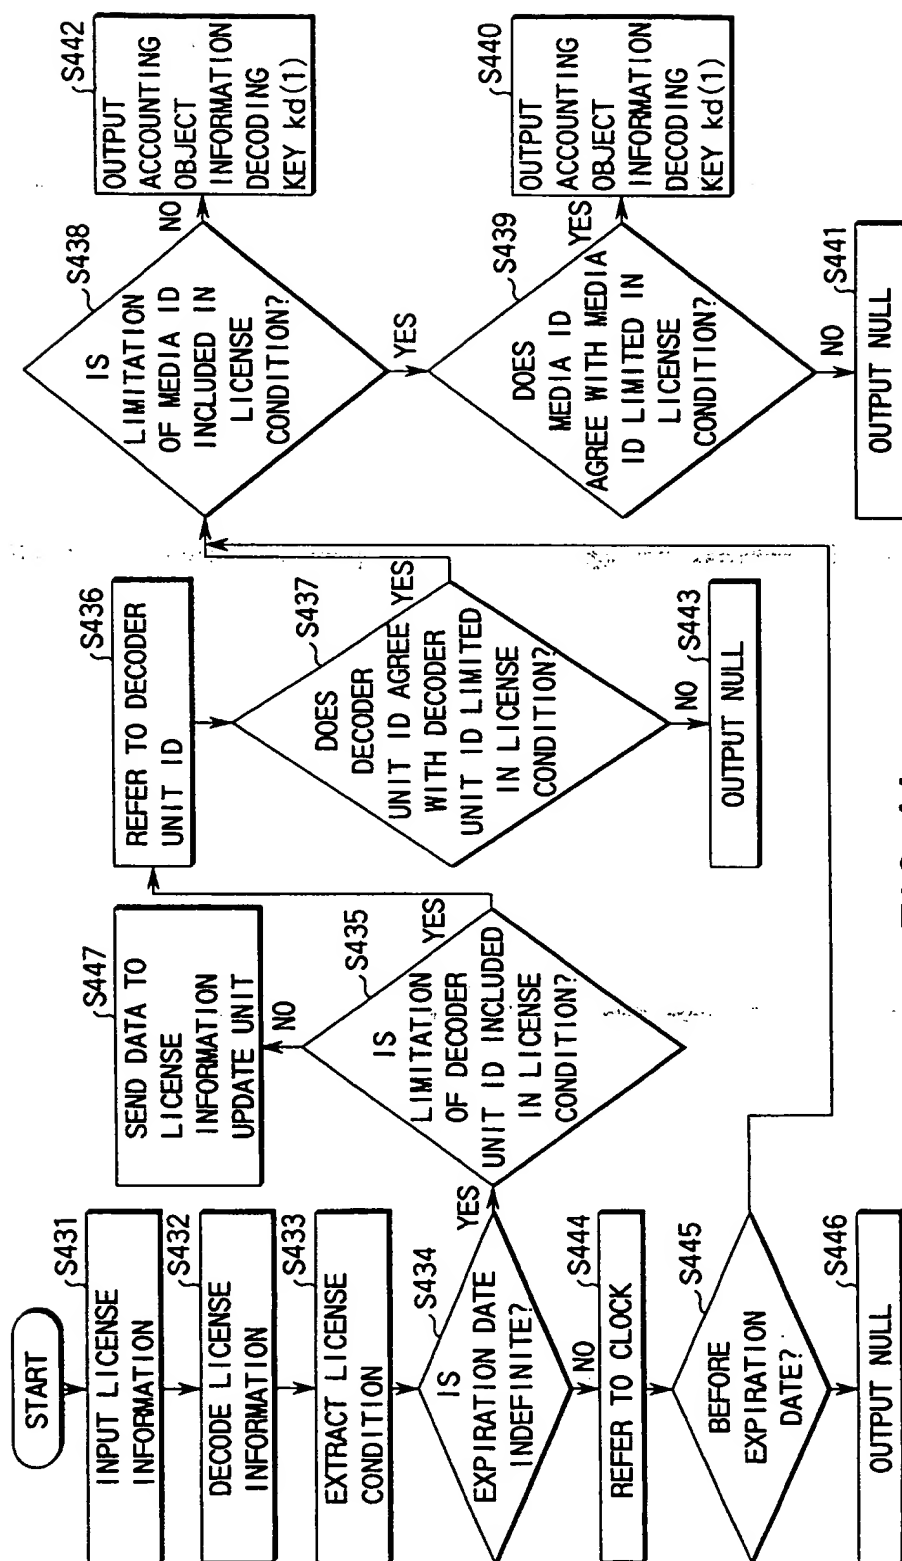 START
S431
INPUT LICENSE
INFORMATION
S432
DECODE LICENSE
INFORMATION
S433
EXTRACT LICENSE
CONDITION
S434
IS
EXPIRATION DATE
INDEFINITE?
YES
NO
S444
REFER TO CLOCK
S445
BEFORE
EXPIRATION
DATE?
S446
OUTPUT NULL
S447
SEND DATA TO
LICENSE
INFORMATION
UPDATE UNIT
NO
S435
IS
LIMITATION
OF DECODER
UNIT ID INCLUDED
IN LICENSE
CONDITION?
YES
S436
REFER TO DECODER
UNIT ID
S437
DOES
DECODER
UNIT ID AGREE
WITH DECODER
UNIT ID LIMITED
IN LICENSE
CONDITION?
YES
NO
S443
OUTPUT NULL
S438
IS
LIMITATION
OF MEDIA ID
INCLUDED IN
LICENSE
CONDITION?
NO
YES
S442
OUTPUT
ACCOUNTING
OBJECT
INFORMATION
DECODING
KEY kd(1)
S439
DOES
MEDIA ID
AGREE WITH MEDIA
ID LIMITED IN
LICENSE
CONDITION?
YES
NO
S440
OUTPUT
ACCOUNTING
OBJECT
INFORMATION
DECODING
KEY kd(1)
S441
OUTPUT NULL